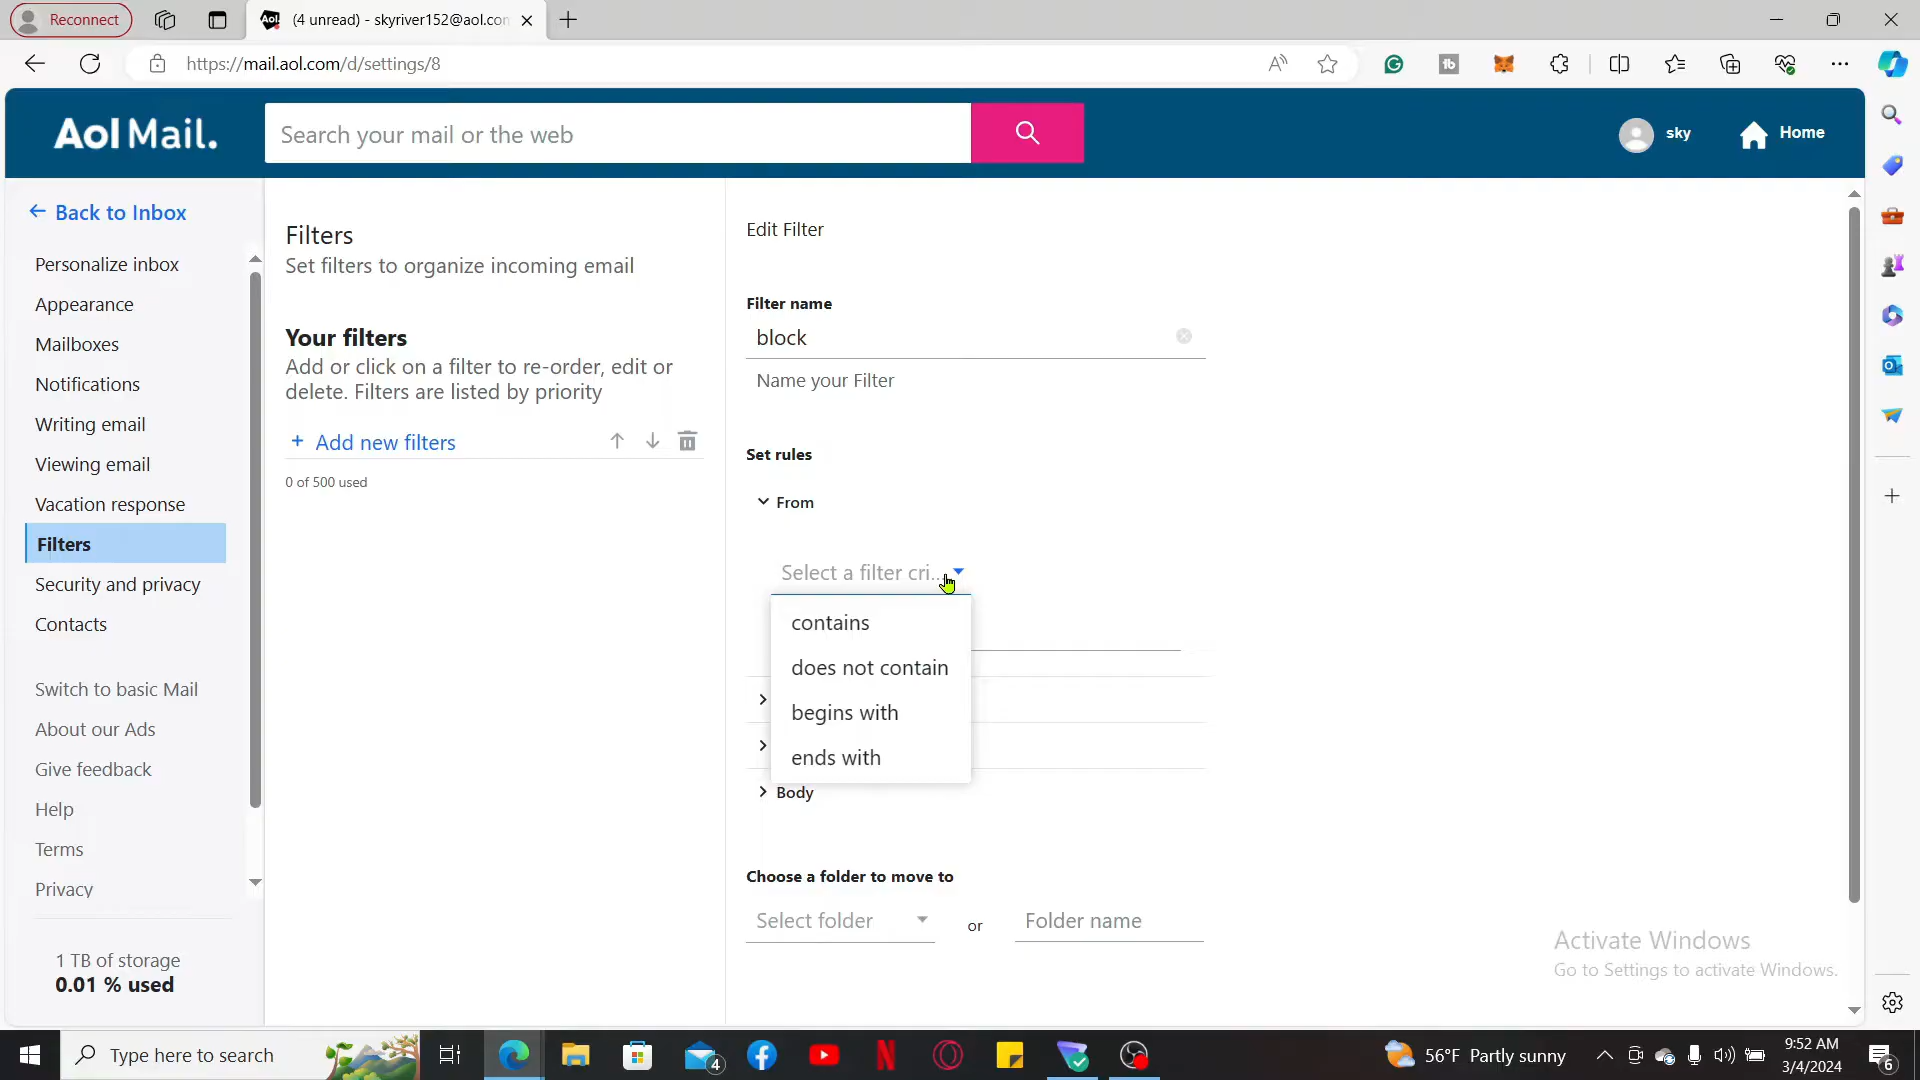 Reconnect
(4 unread) - skyriver152@aol.com
https://mail.aol.com/d/settings/8
Aol Mail.
Search your mail or the web
sky
Home
Back to Inbox
Personalize inbox
Appearance
Mailboxes
Notifications
Writing email
Viewing email
Vacation response
Filters
Security and privacy
Contacts
Switch to basic Mail
About our Ads
Give feedback
Help
Terms
Privacy
1 TB of storage
0.01 % used
Filters
Set filters to organize incoming email
Your filters
Add or click on a filter to re-order, edit or
delete. Filters are listed by priority
+ Add new filters
0 of 500 used
Edit Filter
Filter name
block
Name your Filter
Set rules
From
Select a filter cri...
contains
does not contain
begins with
ends with
Body
Choose a folder to move to
Select folder
or
Folder name
Activate Windows
Go to Settings to activate Windows.
Type here to search
4
56°F Partly sunny
9:52 AM
3/4/2024
6